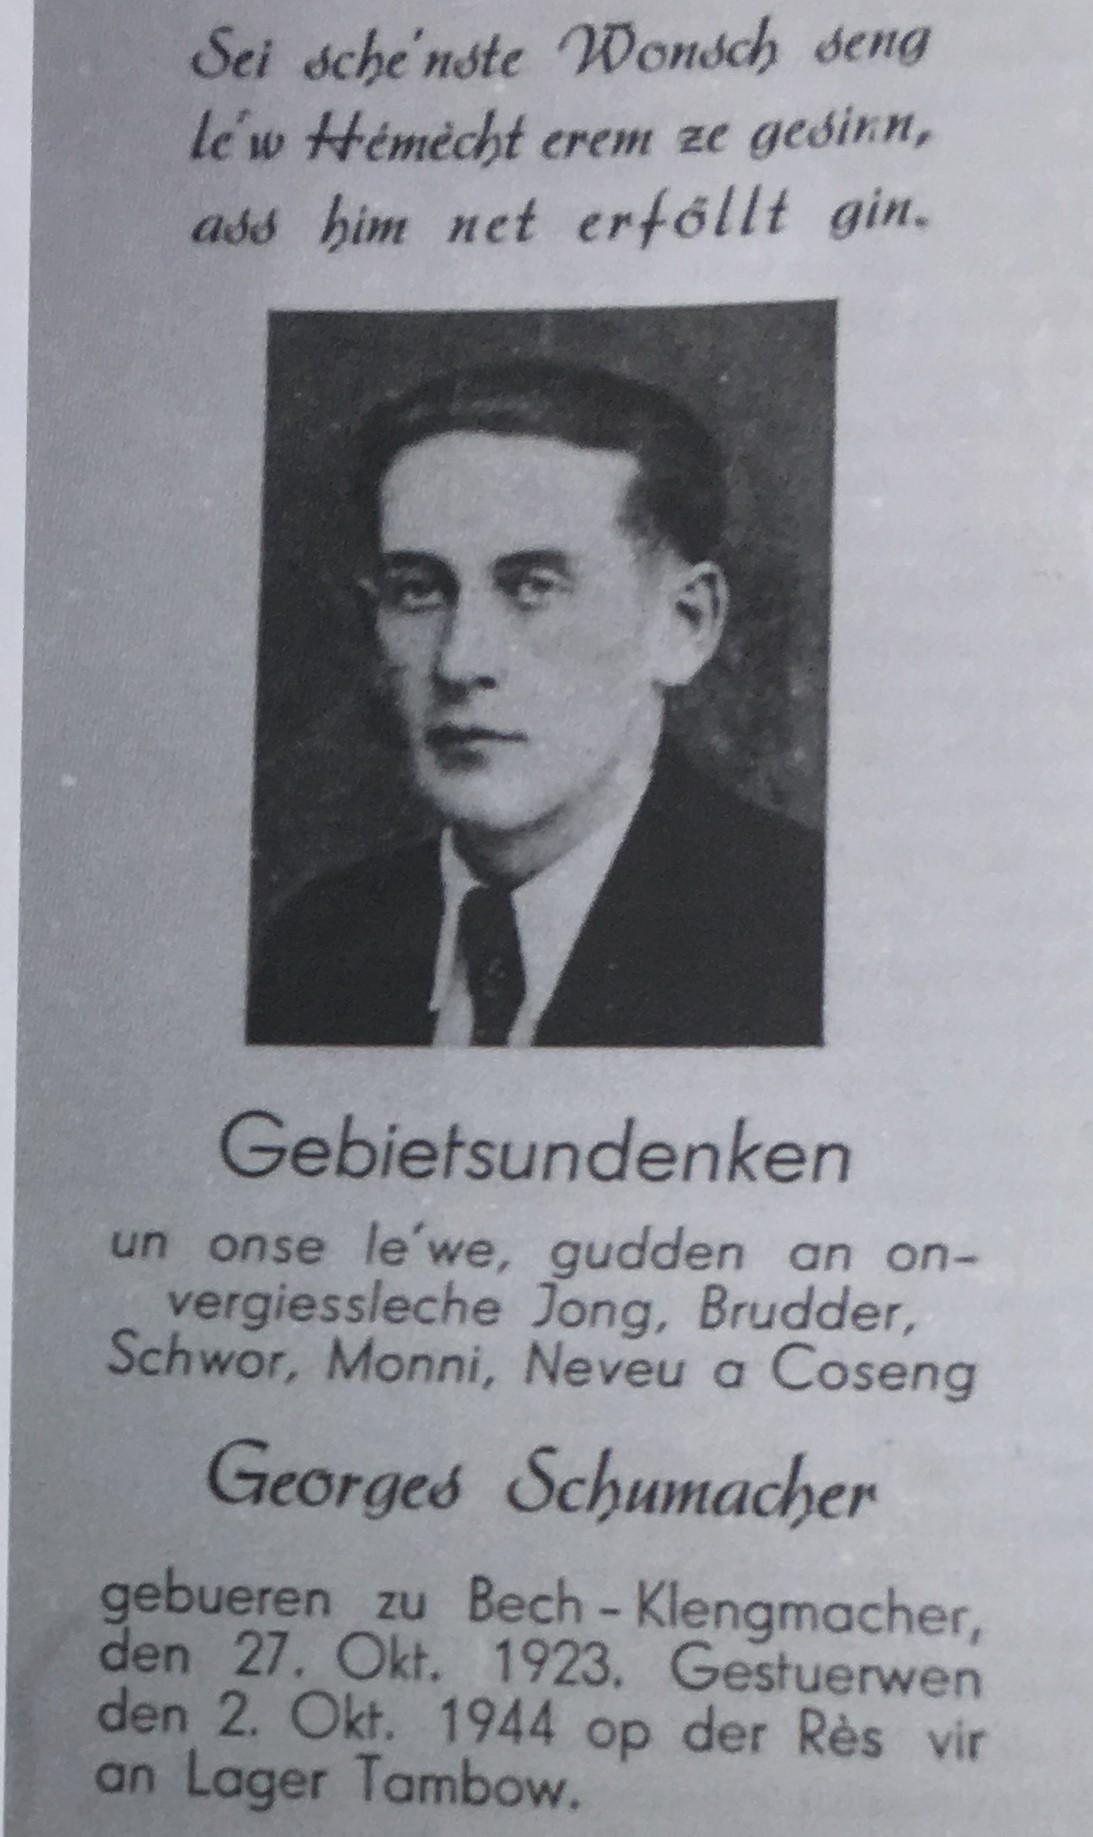 Sei sche'nste Wonsch seng
le'w Hémècht erem ze gesinn,
ass him net erföllt gin.
Gebietsundenken
un onse le'we, gudden an on-
vergiessleche Jong, Brudder,
Schwor, Monni, Neveu a Coseng
Georges Schumacher
gebueren zu Bech - Klengmacher,
den 27. Okt. 1923. Gestuerwen
den 2. Okt. 1944 op der Rès vir
an Lager Tambow.